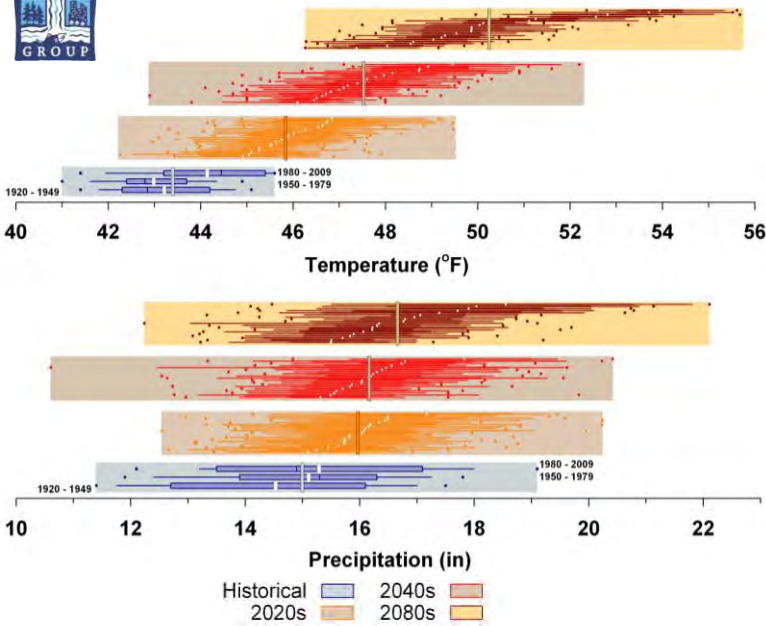 GROUP
1980 - 2009
1950 - 1979
1920 - 1949
40 42 44 46 48 50 52 54 56
Temperature (°F)
1980 - 2009
1950 - 1979
1920 - 1949
10 12 14 16 18 20 22
Precipitation (in)
Historical 2040s
2020s 2080s